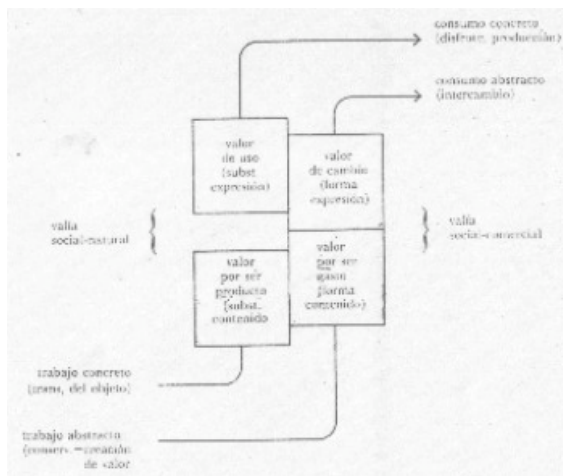 consumo concreto
(disfrute, producción)
consumo abstracto
(intercambio)
valor
de uso
(subst.
expresión)
valor
de cambio
(forma
expresión)
valía
social-natural
valía
social-comercial
valor
por ser
producto
(subst.
contenido
valor
por ser
(forma
contenido)
trabajo concreto
(trans. del objeto)
trabajo abstracto
(conserv.—creación
de valor